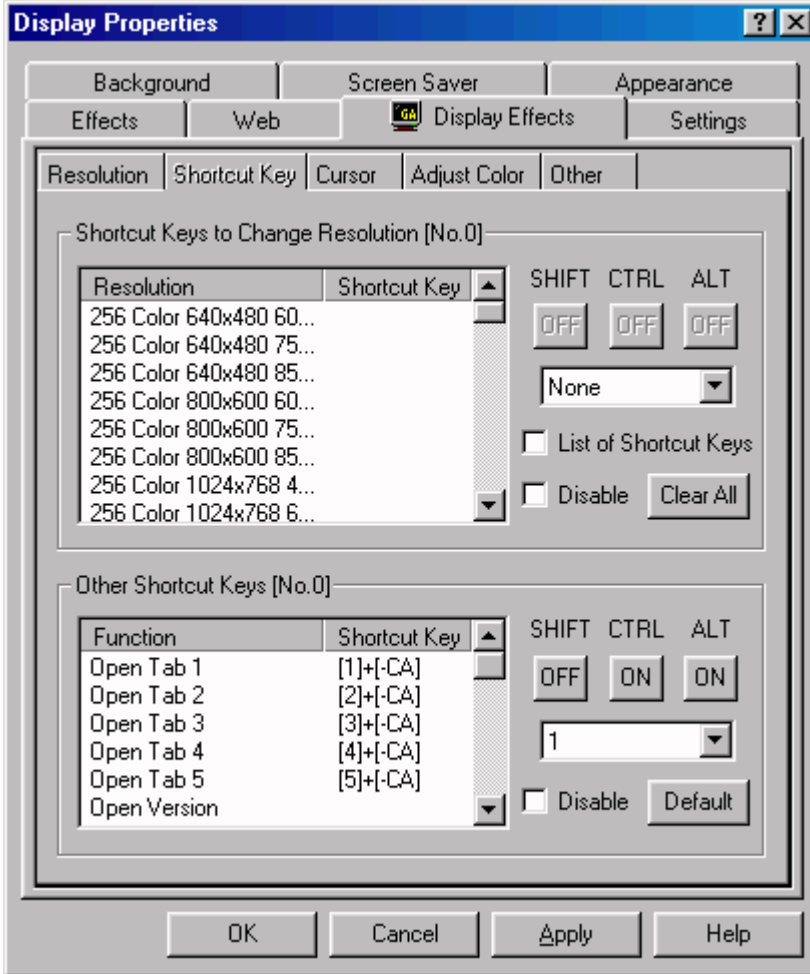 Display Properties
Background Screen Saver Appearance
Effects Web GA Display Effects Settings
Resolution Shortcut Key Cursor Adjust Color Other
Shortcut Keys to Change Resolution [No.0]
Resolution Shortcut Key
256 Color 640x480 60...
256 Color 640x480 75...
256 Color 640x480 85...
256 Color 800x600 60...
256 Color 800x600 75...
256 Color 800x600 85...
256 Color 1024x768 4...
256 Color 1024x768 6...
SHIFT CTRL ALT
OFF OFF OFF
None
List of Shortcut Keys
Disable Clear All
Other Shortcut Keys [No.0]
Function Shortcut Key
Open Tab 1 [1]+[-CA]
Open Tab 2 [2]+[-CA]
Open Tab 3 [3]+[-CA]
Open Tab 4 [4]+[-CA]
Open Tab 5 [5]+[-CA]
Open Version
SHIFT CTRL ALT
OFF ON ON
1
Disable Default
OK Cancel Apply Help